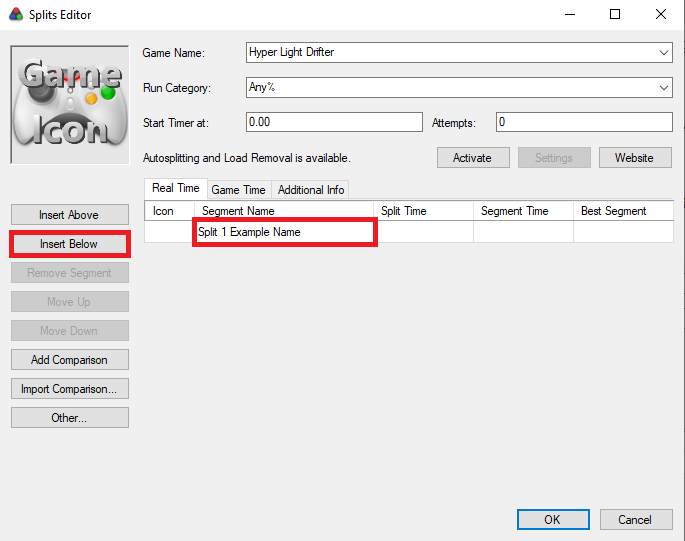 Splits Editor
Game Icon
Game Name: Hyper Light Drifter
Run Category: Any%
Start Timer at: 0.00 Attempts: 0
Autosplitting and Load Removal is available. Activate Settings Website
Real Time Game Time Additional Info
Icon Segment Name Split Time Segment Time Best Segment
Split 1 Example Name
Insert Above
Insert Below
Remove Segment
Move Up
Move Down
Add Comparison
Import Comparison...
Other...
OK Cancel